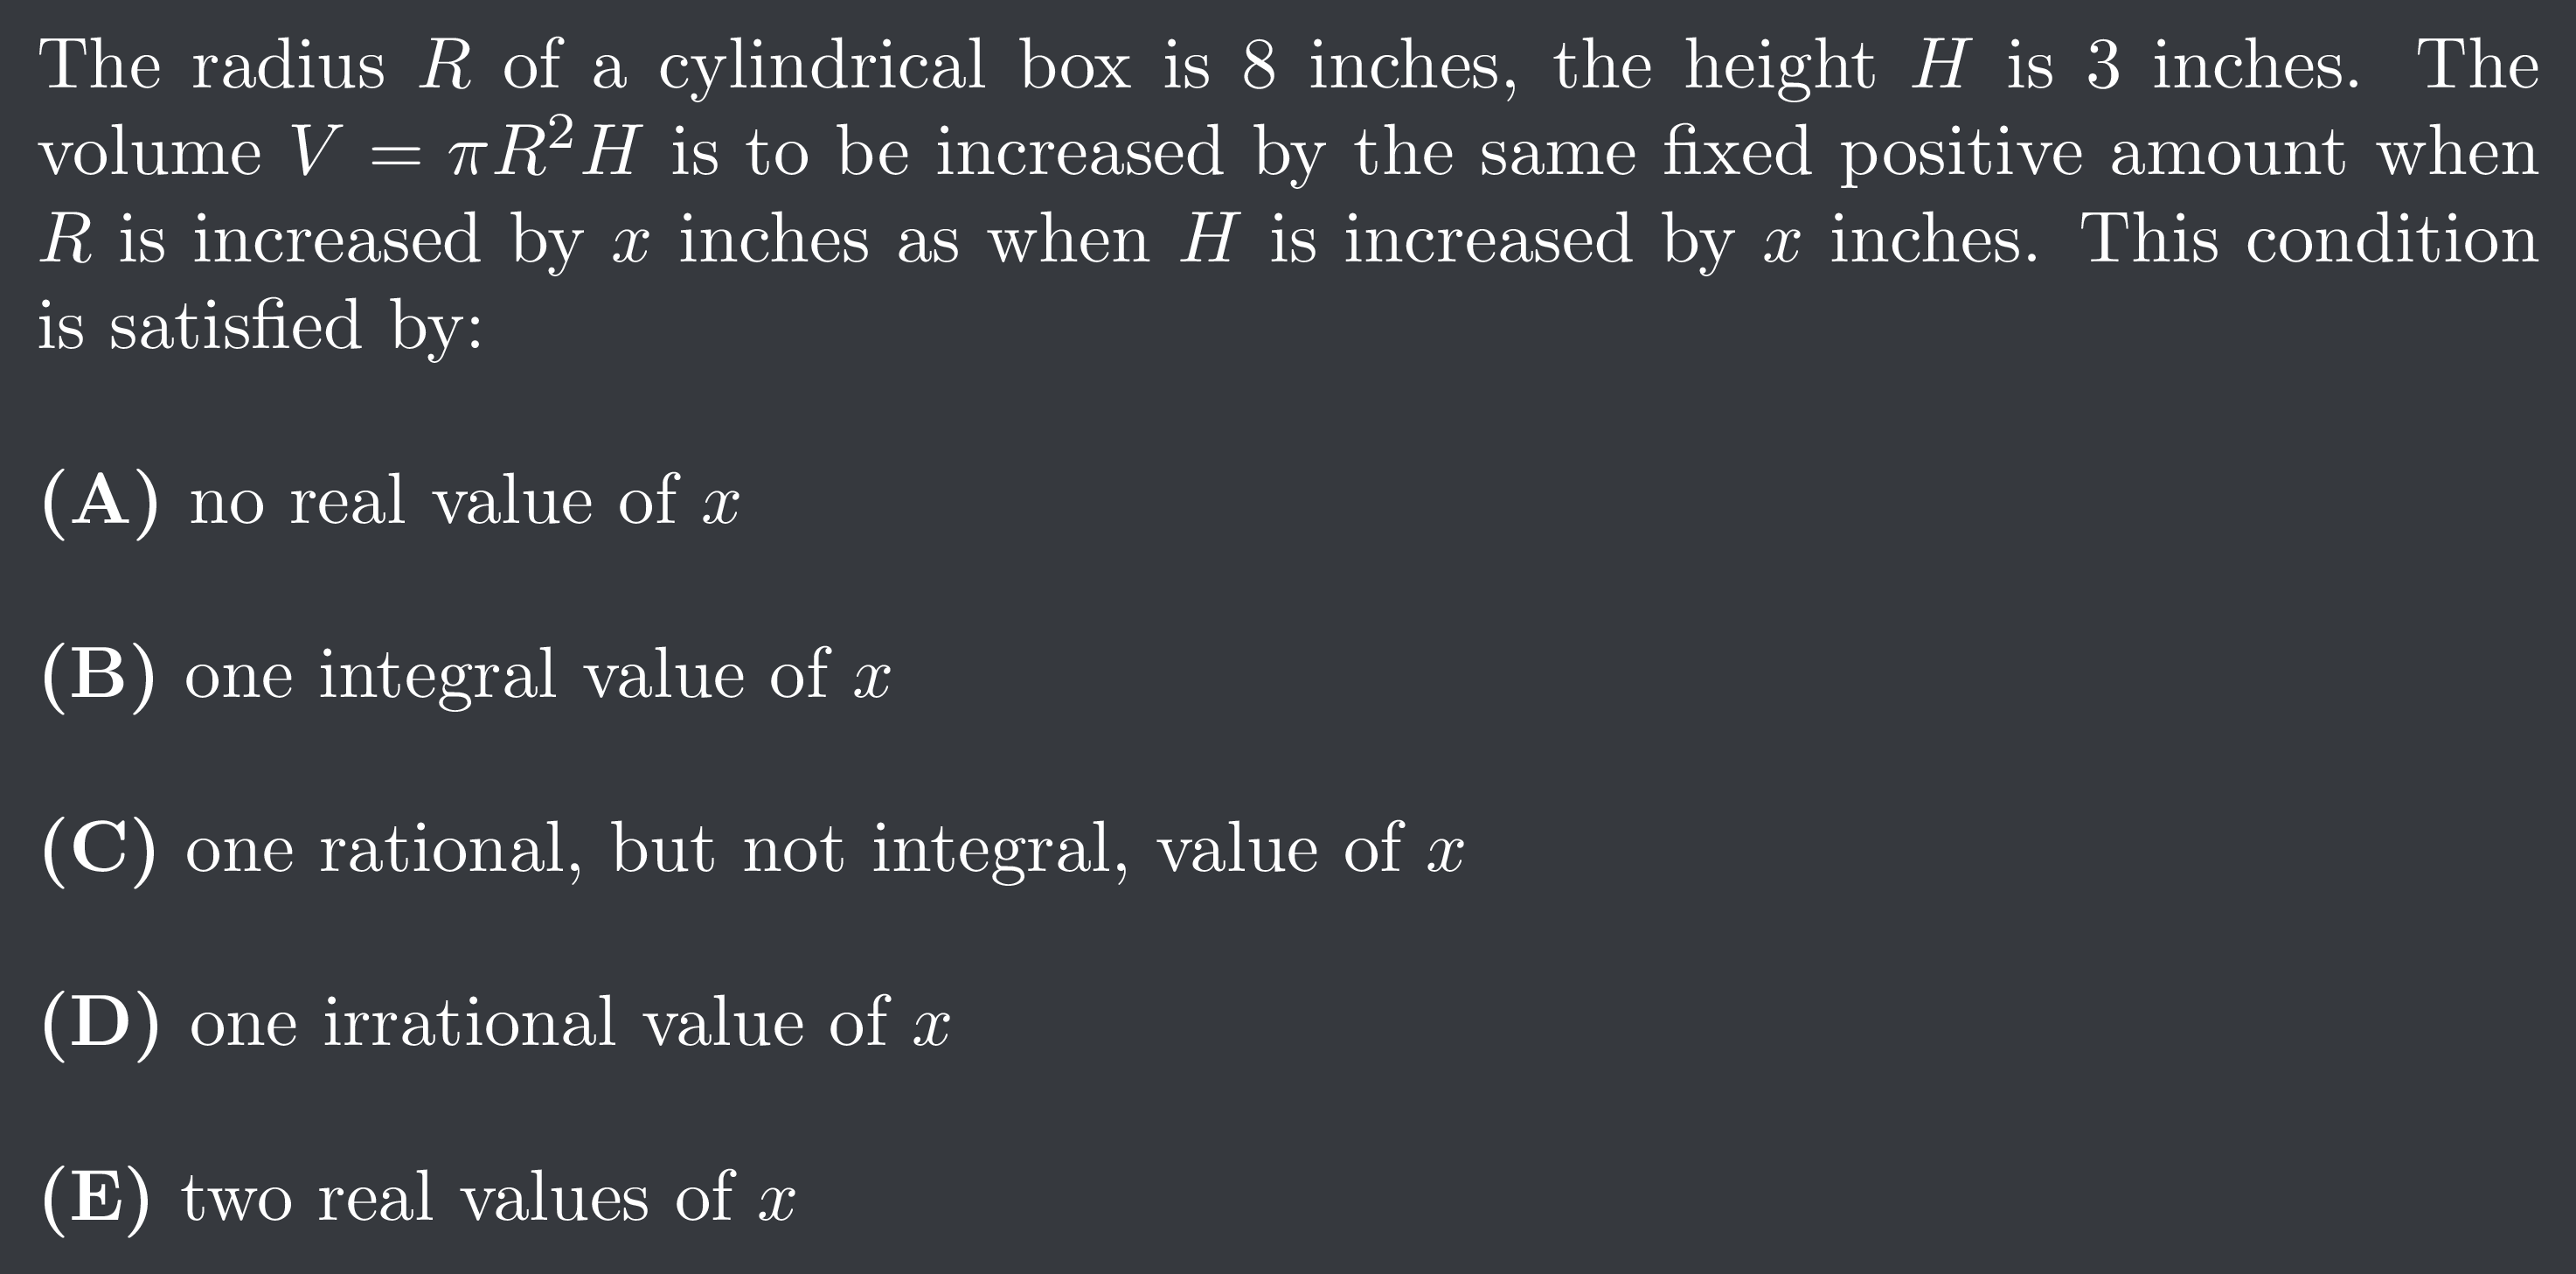 The radius R of a cylindrical box is 8 inches, the height H is 3 inches. The
volume V = πR²H is to be increased by the same fixed positive amount when
R is increased by x inches as when H is increased by x inches. This condition
is satisfied by:
(A) no real value of x
(B) one integral value of x
(C) one rational, but not integral, value of x
(D) one irrational value of x
(E) two real values of x